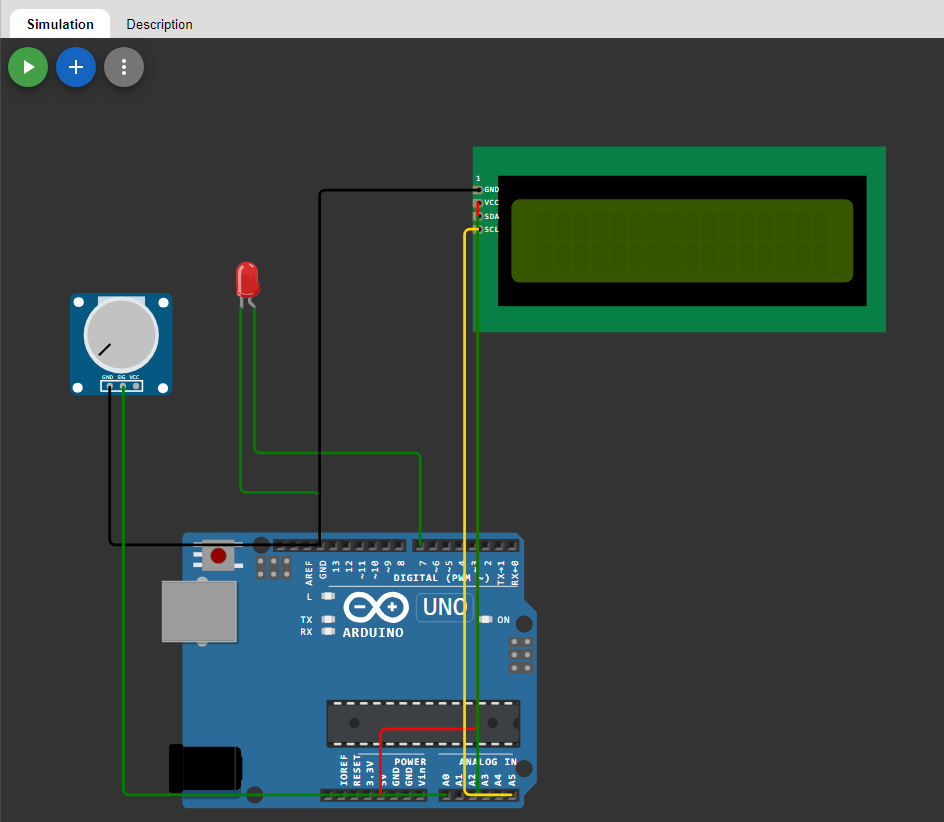 Simulation Description
1
GND
VCC
SDA
SCL
GND SIG VCC
AREF
GND
13
12
~11
~10
~9
8
7
~6
~5
4
~3
2
TX→1
RX←0
DIGITAL (PWM ~)
L
TX
RX
UNO
ARDUINO
ON
POWER
ANALOG IN
IOREF
RESET
3.3V
5V
GND
GND
Vin
A0
A1
A2
A3
A4
A5